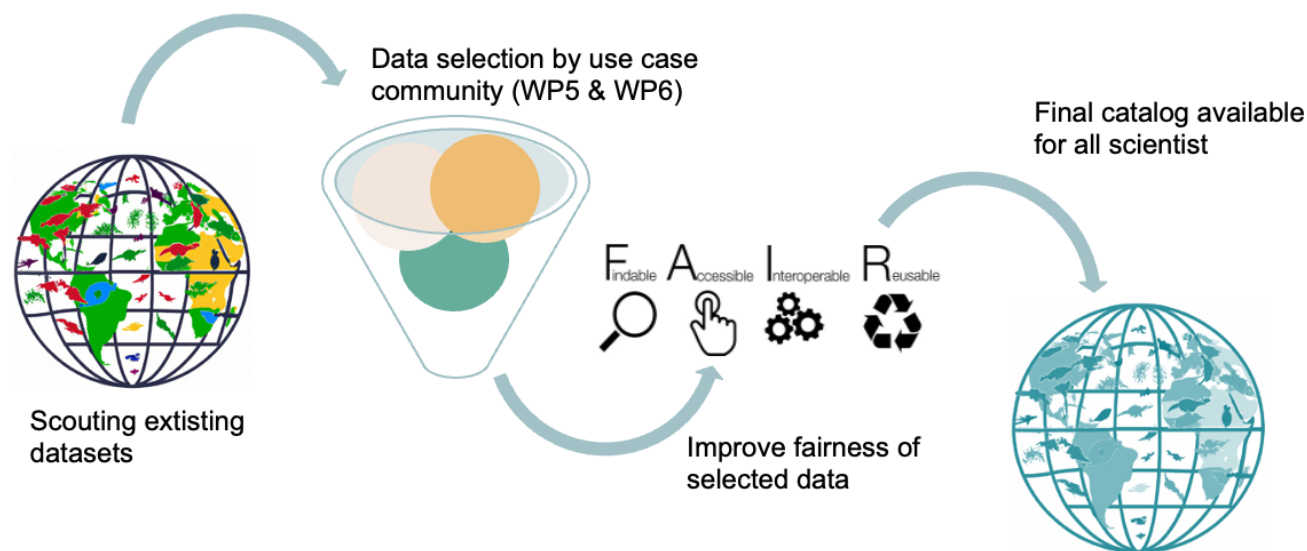 Data selection by use case
community (WP5 & WP6)
Final catalog available
for all scientist
Findable Accessible Interoperable Reusable
Scouting extisting
datasets
Improve fairness of
selected data